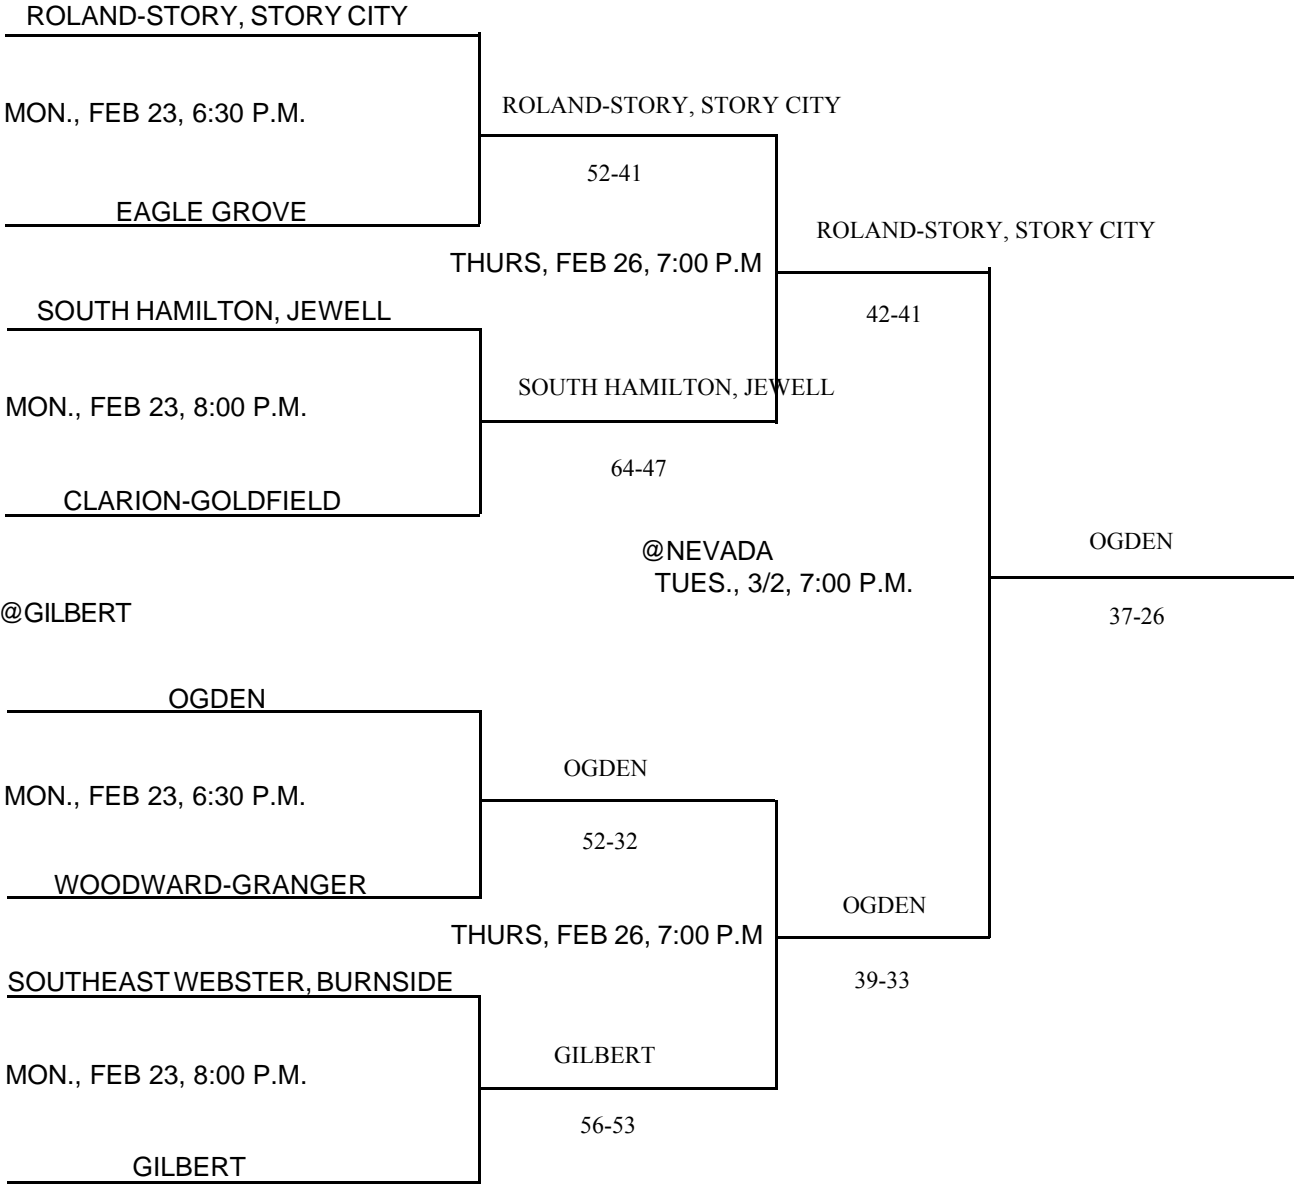 ROLAND-STORY, STORY CITY
MON., FEB 23, 6:30 P.M.
ROLAND-STORY, STORY CITY
52-41
EAGLE GROVE
ROLAND-STORY, STORY CITY
THURS, FEB 26, 7:00 P.M
SOUTH HAMILTON, JEWELL
42-41
SOUTH HAMILTON, JEWELL
MON., FEB 23, 8:00 P.M.
64-47
CLARION-GOLDFIELD
@NEVADA
OGDEN
TUES., 3/2, 7:00 P.M.
@GILBERT
37-26
OGDEN
OGDEN
MON., FEB 23, 6:30 P.M.
52-32
WOODWARD-GRANGER
OGDEN
THURS, FEB 26, 7:00 P.M
SOUTHEAST WEBSTER, BURNSIDE
39-33
GILBERT
MON., FEB 23, 8:00 P.M.
56-53
GILBERT